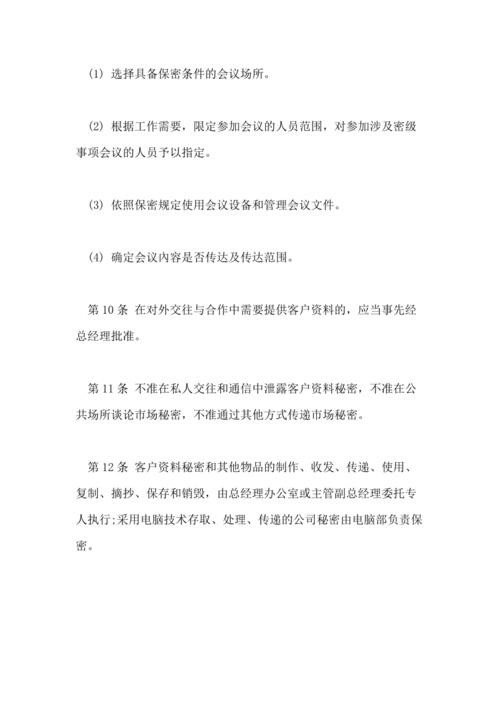 (1) 选择具备保密条件的会议场所。
(2) 根据工作需要，限定参加会议的人员范围，对参加涉及密级
事项会议的人员予以指定。
(3) 依照保密规定使用会议设备和管理会议文件。
(4) 确定会议内容是否传达及传达范围。
第10条 在对外交往与合作中需要提供客户资料的，应当事先经
总经理批准。
第11条 不准在私人交往和通信中泄露客户资料秘密，不准在公
共场所谈论市场秘密，不准通过其他方式传递市场秘密。
第12条 客户资料秘密和其他物品的制作、收发、传递、使用、
复制、摘抄、保存和销毁，由总经理办公室或主管副总经理委托专
人执行;采用电脑技术存取、处理、传递的公司秘密由电脑部负责保
密。